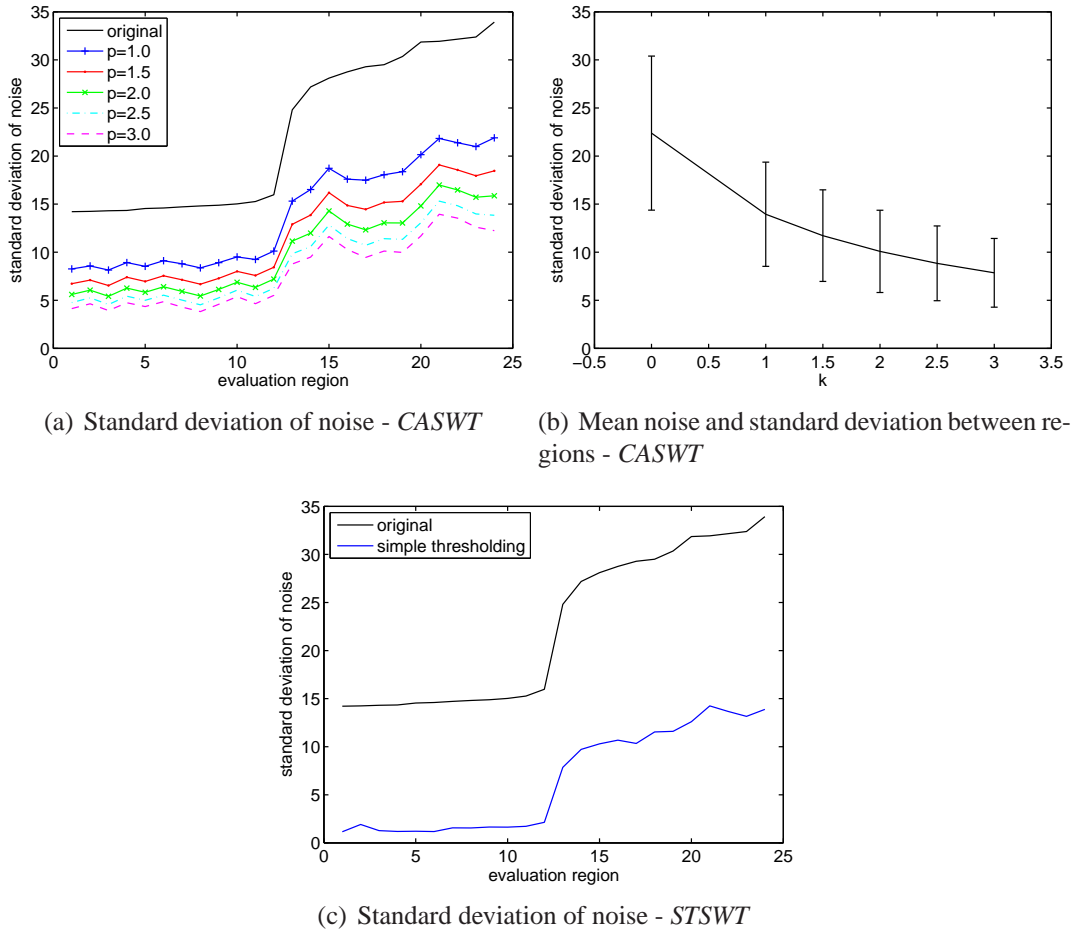 35
30
25
20
15
10
5
0
0 5 10 15 20 25
standard deviation of noise
evaluation region
original
p=1.0
p=1.5
p=2.0
p=2.5
p=3.0
(a) Standard deviation of noise - CASWT
35
30
25
20
15
10
5
0
−0.5 0 0.5 1 1.5 2 2.5 3 3.5
standard deviation of noise
k
(b) Mean noise and standard deviation between re-
gions - CASWT
35
30
25
20
15
10
5
0
0 5 10 15 20 25
standard deviation of noise
evaluation region
original
simple thresholding
(c) Standard deviation of noise - STSWT